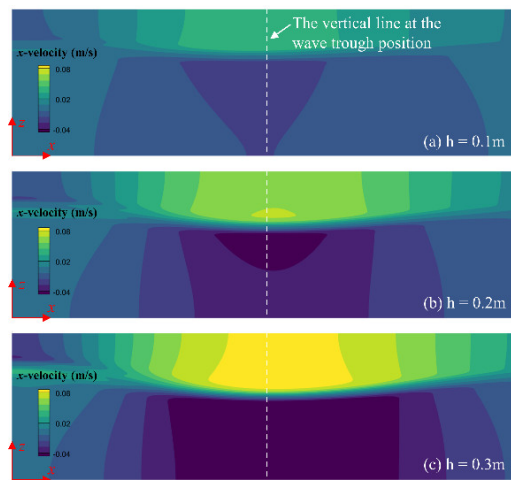 The vertical line at the
wave trough position
x-velocity (m/s)
0.08
0.02
-0.04
z
x
(a) h = 0.1m
x-velocity (m/s)
0.08
0.02
-0.04
z
x
(b) h = 0.2m
x-velocity (m/s)
0.08
0.02
-0.04
z
x
(c) h = 0.3m